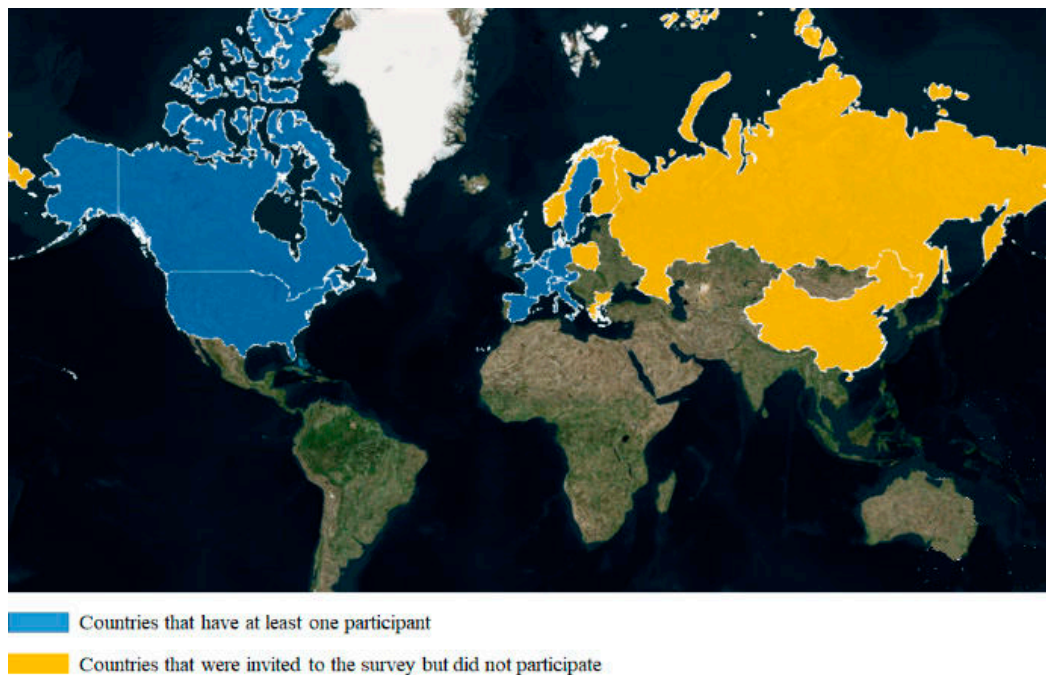 Countries that have at least one participant
Countries that were invited to the survey but did not participate